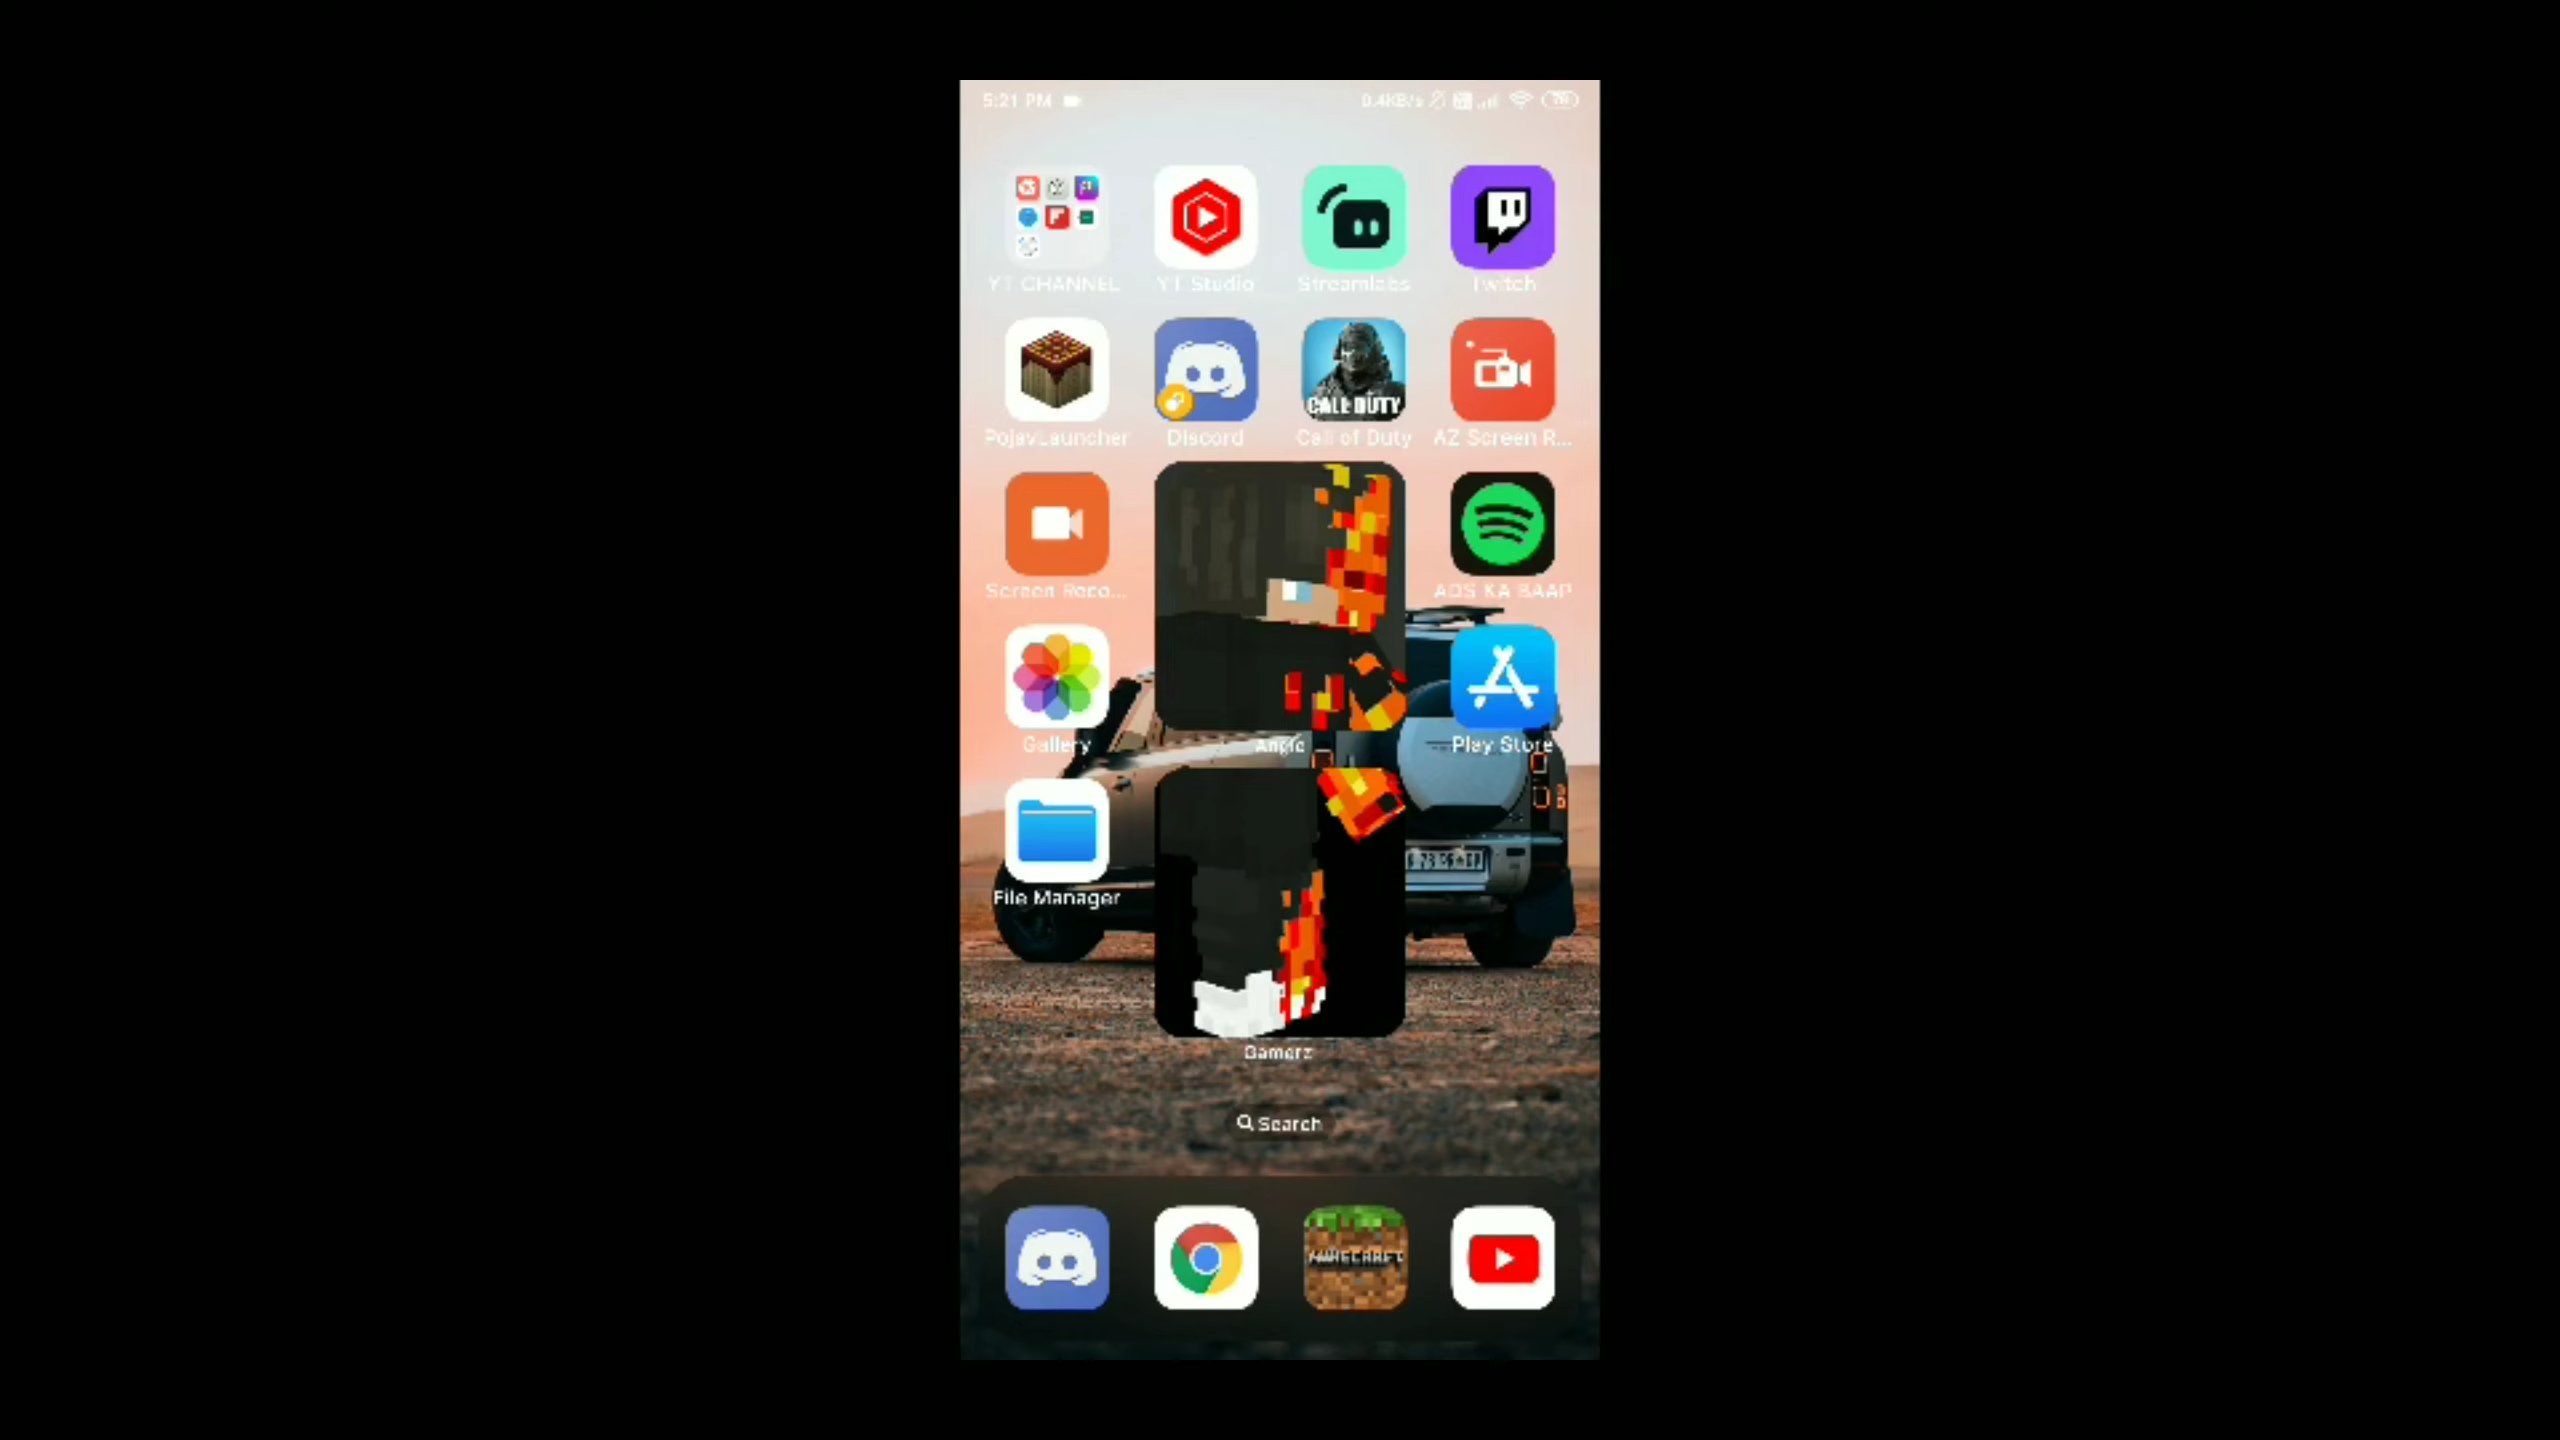 5:21 PM
0.4KB/s
YT CHANNEL
YT Studio
Streamlabs
Twitch
CALL DUTY
PojavLauncher
Discord
Call of Duty
AZ Screen R...
Screen Reco...
ADS KA BAAP
Gallery
Angle
Play Store
File Manager
Gamerz
Search
MINECRAFT